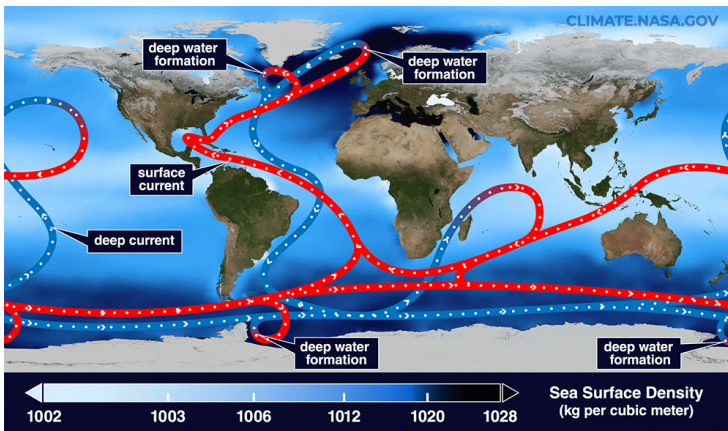 CLIMATE.NASA.GOV
deep water
formation
deep water
formation
surface
current
deep current
deep water
formation
deep water
formation
1002
1003
1006
1012
1020
1028
Sea Surface Density
(kg per cubic meter)